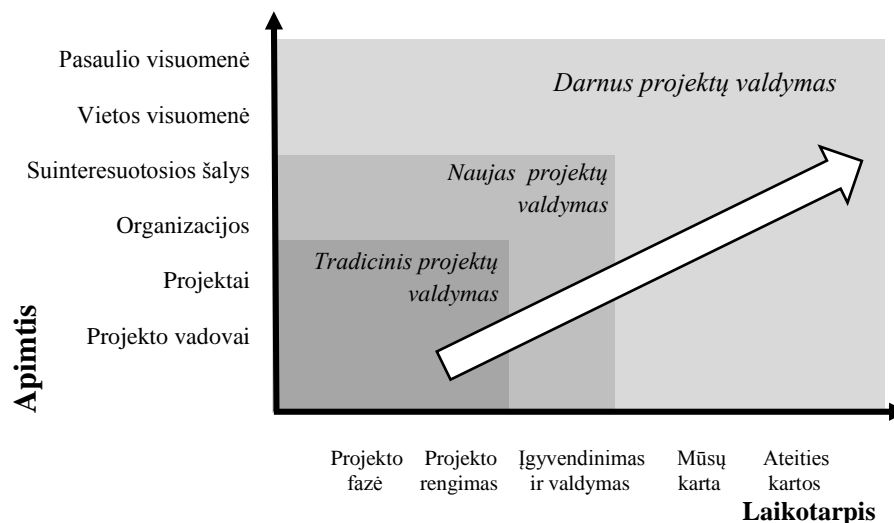 Pasaulio visuomenė
Vietos visuomenė
Suinteresuotosios šalys
Organizacijos
Projektai
Projekto vadovai
Apimtis
Darnus projektų valdymas
Naujas projektų
valdymas
Tradicinis projektų
valdymas
Projekto
fazė
Projekto
rengimas
Įgyvendinimas
ir valdymas
Mūsų
karta
Ateities
kartos
Laikotarpis